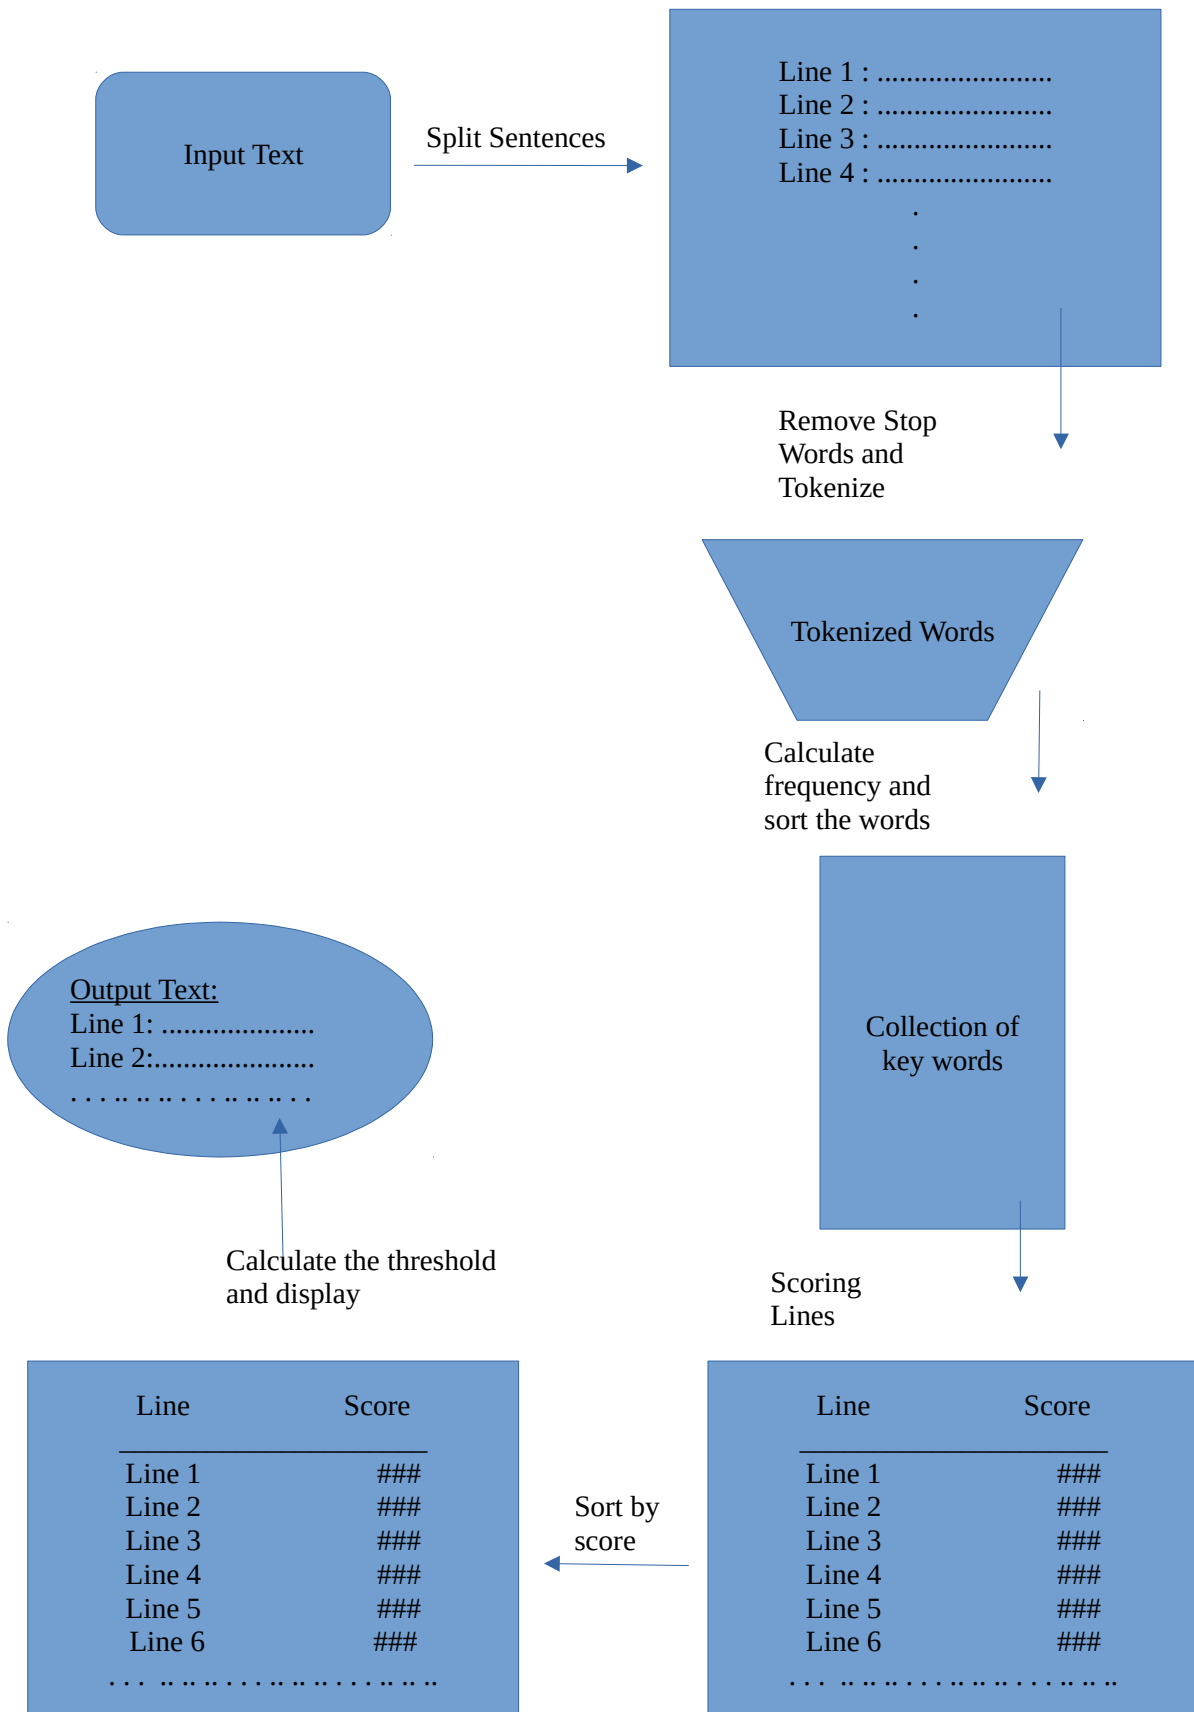 Input Text
Split Sentences
Line 1 : ........................
Line 2 : ........................
Line 3 : ........................
Line 4 : ........................
.
.
.
.
Remove Stop
Words and
Tokenize
Tokenized Words
Calculate
frequency and
sort the words
Collection of
key words
Scoring
Lines
Line Score
Line 1 ###
Line 2 ###
Line 3 ###
Line 4 ###
Line 5 ###
Line 6 ###
. . .  .. .. .. . . . .. .. .. . . . .. .. ..
Sort by
score
Line Score
Line 1 ###
Line 2 ###
Line 3 ###
Line 4 ###
Line 5 ###
Line 6 ###
. . .  .. .. .. . . . .. .. .. . . . .. .. ..
Calculate the threshold
and display
Output Text:
Line 1: .....................
Line 2:......................
. . . .. .. .. . . . .. .. .. . .